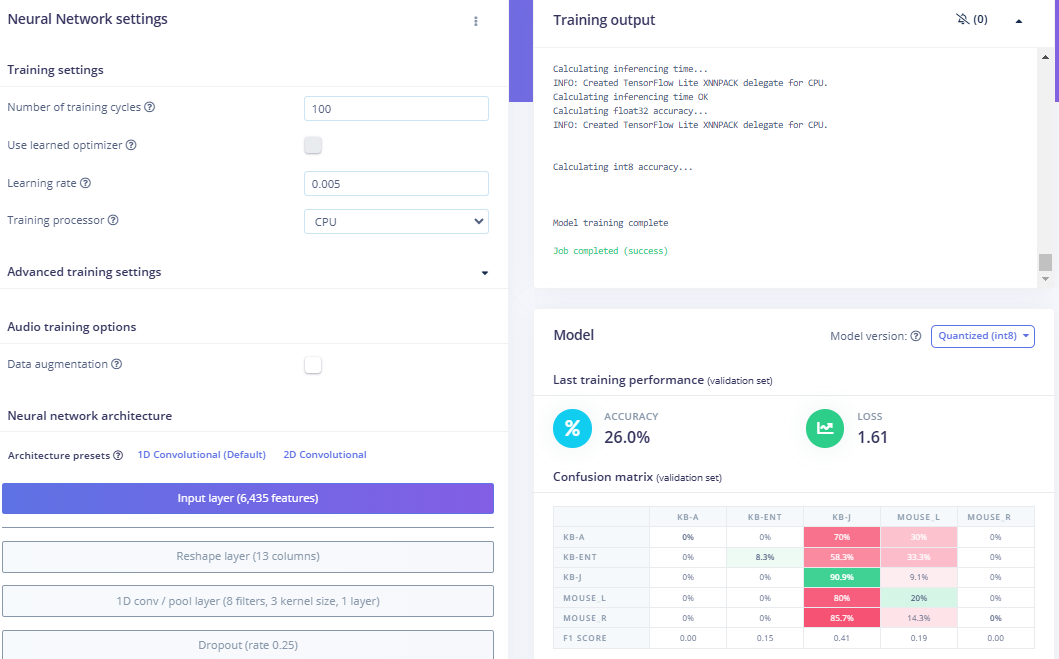 Neural Network settings
Training settings
Number of training cycles
100
Use learned optimizer
Learning rate
0.005
Training processor
CPU
Advanced training settings
Audio training options
Data augmentation
Neural network architecture
Architecture presets 1D Convolutional (Default) 2D Convolutional
Input layer (6,435 features)
Reshape layer (13 columns)
1D conv / pool layer (8 filters, 3 kernel size, 1 layer)
Dropout (rate 0.25)
Training output
(0)
Calculating inferencing time...
INFO: Created TensorFlow Lite XNNPACK delegate for CPU.
Calculating inferencing time OK
Calculating float32 accuracy...
INFO: Created TensorFlow Lite XNNPACK delegate for CPU.
Calculating int8 accuracy...
Model training complete
Job completed (success)
Model
Model version: Quantized (int8)
Last training performance (validation set)
% ACCURACY
26.0%
LOSS
1.61
Confusion matrix (validation set)
KB-A KB-ENT KB-J MOUSE_L MOUSE_R
KB-A 0% 0% 70% 30% 0%
KB-ENT 0% 8.3% 58.3% 33.3% 0%
KB-J 0% 0% 90.9% 9.1% 0%
MOUSE_L 0% 0% 80% 20% 0%
MOUSE_R 0% 0% 85.7% 14.3% 0%
F1 SCORE 0.00 0.15 0.41 0.19 0.00